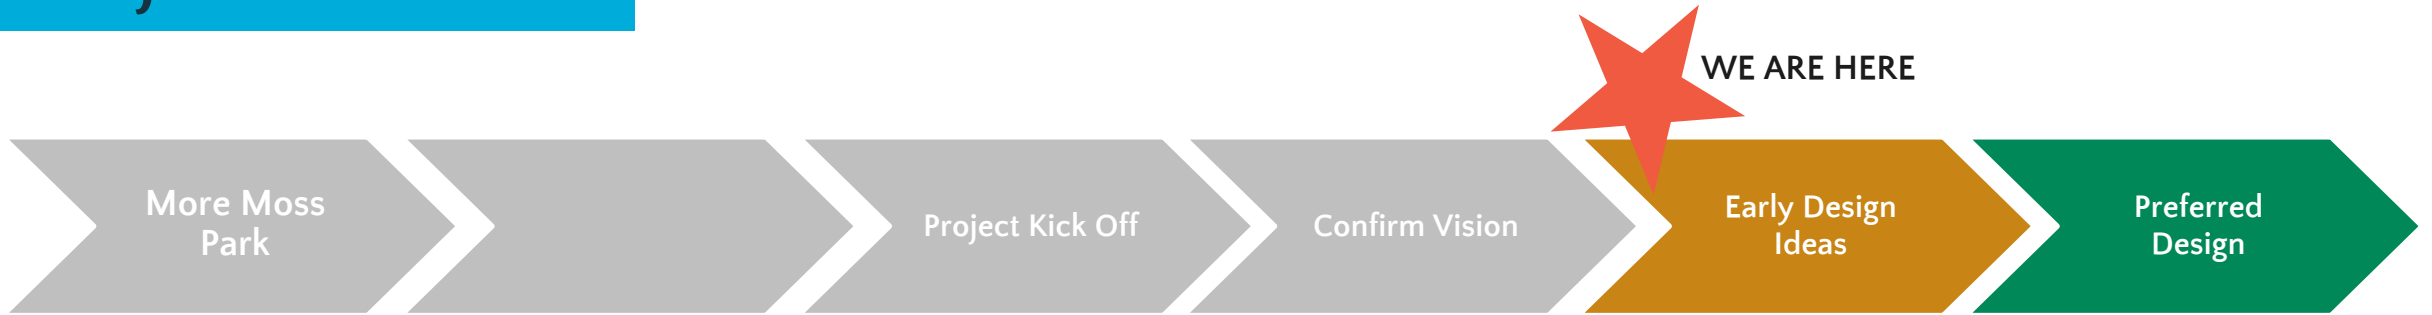 WE ARE HERE
More Moss
Park
Project Kick Off
Confirm Vision
Early Design
Ideas
Preferred
Design